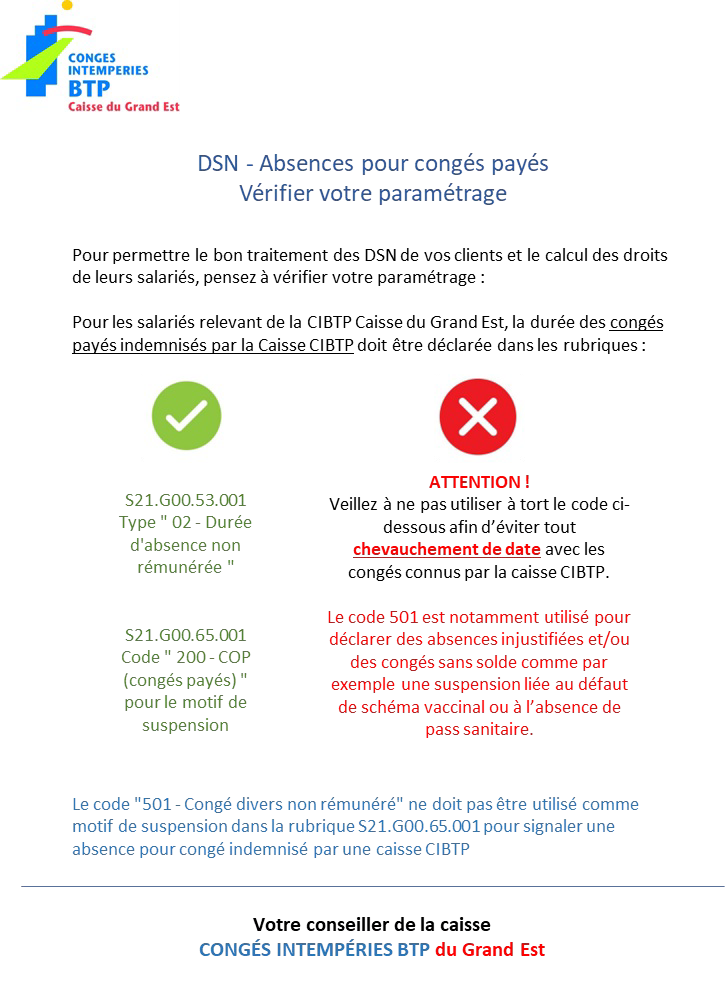 CONGES
INTEMPERIES
BTP
Caisse du Grand Est
DSN - Absences pour congés payés
Vérifier votre paramétrage
Pour permettre le bon traitement des DSN de vos clients et le calcul des droits
de leurs salariés, pensez à vérifier votre paramétrage :
Pour les salariés relevant de la CIBTP Caisse du Grand Est, la durée des congés
payés indemnisés par la Caisse CIBTP doit être déclarée dans les rubriques :
S21.G00.53.001
Type " 02 - Durée
d'absence non
rémunérée "
S21.G00.65.001
Code " 200 - COP
(congés payés) "
pour le motif de
suspension
ATTENTION !
Veillez à ne pas utiliser à tort le code ci-
dessous afin d’éviter tout
chevauchement de date avec les
congés connus par la caisse CIBTP.
Le code 501 est notamment utilisé pour
déclarer des absences injustifiées et/ou
des congés sans solde comme par
exemple une suspension liée au défaut
de schéma vaccinal ou à l’absence de
pass sanitaire.
Le code "501 - Congé divers non rémunéré" ne doit pas être utilisé comme
motif de suspension dans la rubrique S21.G00.65.001 pour signaler une
absence pour congé indemnisé par une caisse CIBTP
Votre conseiller de la caisse
CONGÉS INTEMPÉRIES BTP du Grand Est